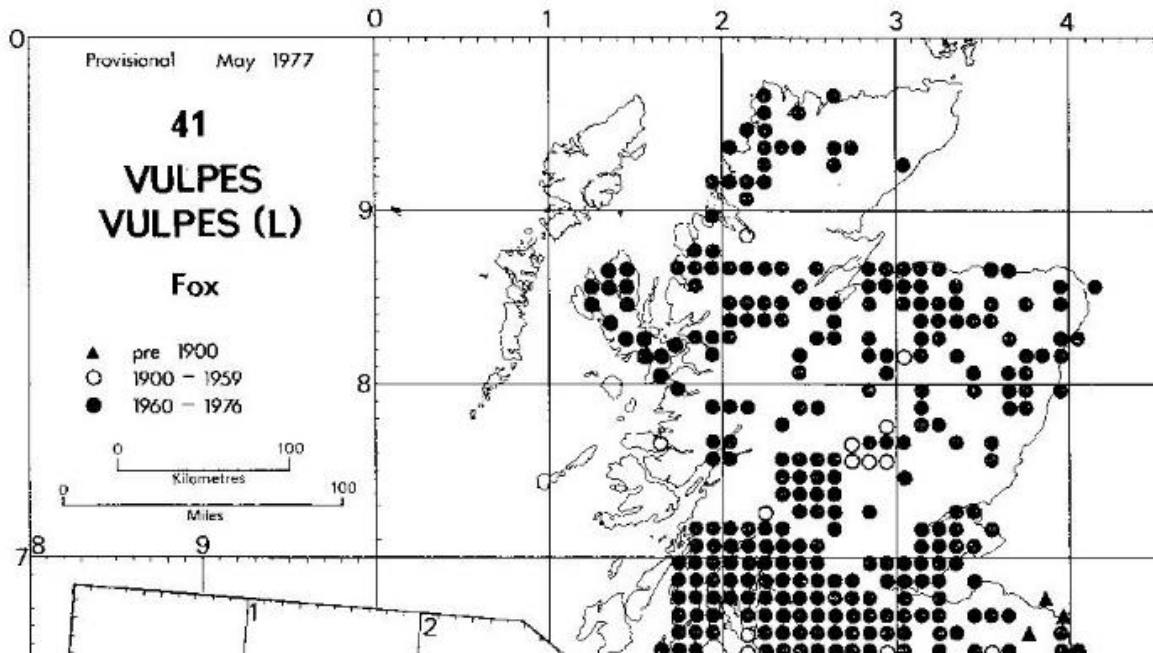 0 1 2 3 4
0
Provisional May 1977
41
VULPES
VULPES (L)
Fox
▲ pre 1900
○ 1900 – 1959
● 1960 – 1976
0 100
Kilometres
0 100
Miles
9
8
7
8 9
1 2